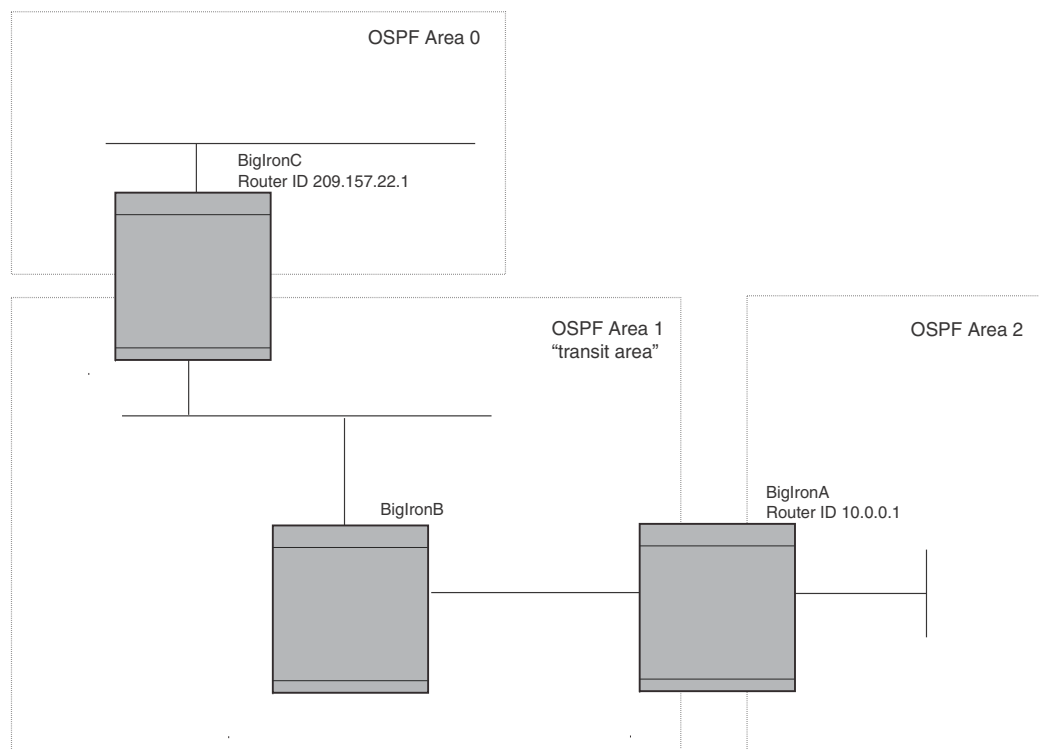 OSPF Area 0
BigIronC
Router ID 209.157.22.1
OSPF Area 1
“transit area”
OSPF Area 2
BigIronB
BigIronA
Router ID 10.0.0.1